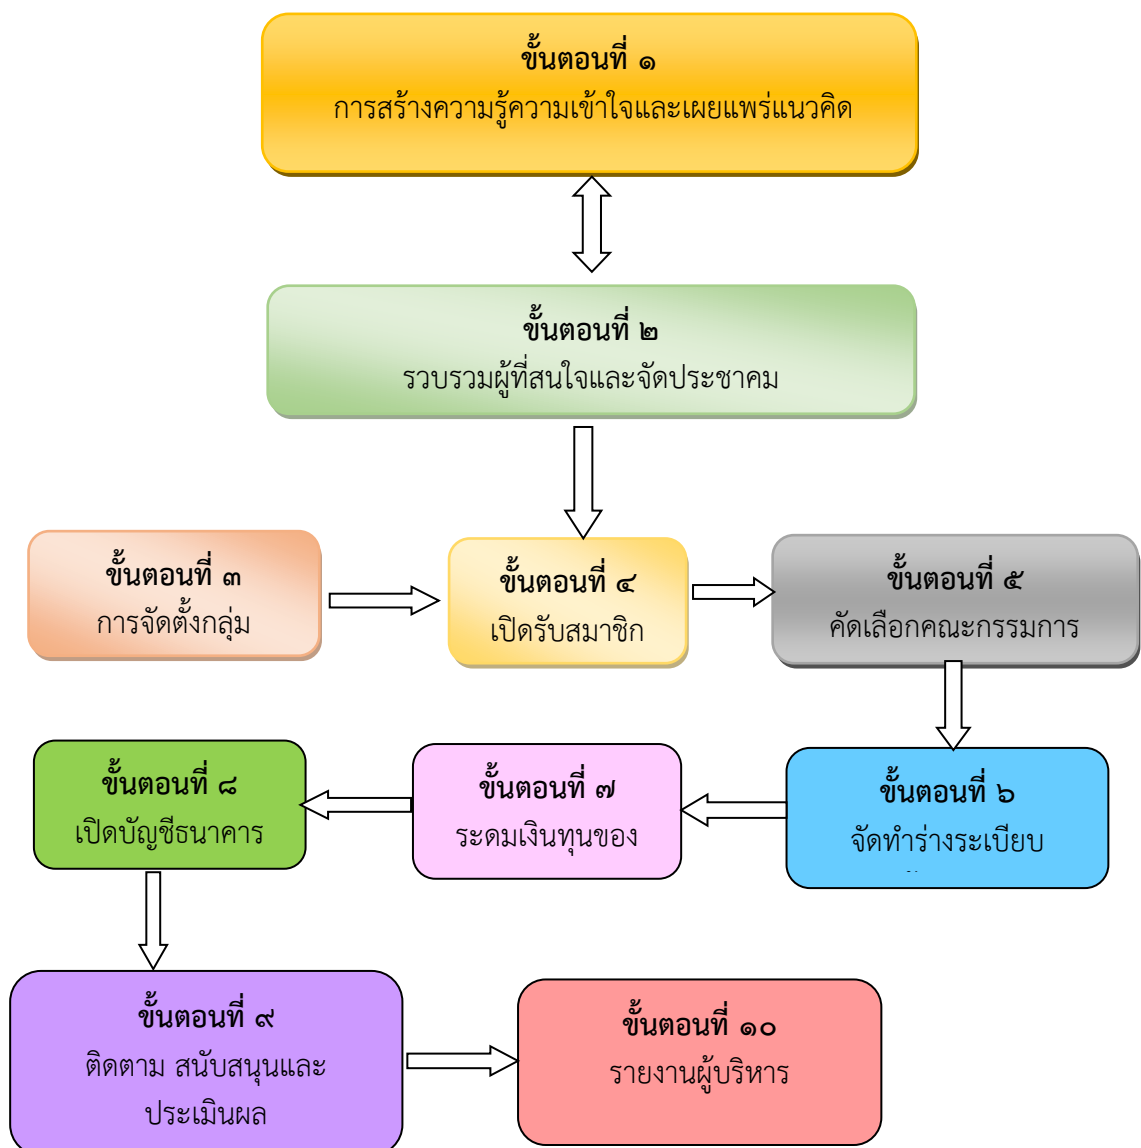 ขั้นตอนที่ ๑
การสร้างความรู้ความเข้าใจและเผยแพร่แนวคิด
ขั้นตอนที่ ๒
รวบรวมผู้ที่สนใจและจัดประชาคม
ขั้นตอนที่ ๓
การจัดตั้งกลุ่ม
ขั้นตอนที่ ๔
เปิดรับสมาชิก
ขั้นตอนที่ ๕
คัดเลือกคณะกรรมการ
ขั้นตอนที่ ๖
จัดทำร่างระเบียบ
ขั้นตอนที่ ๗
ระดมเงินทุนของ
ขั้นตอนที่ ๘
เปิดบัญชีธนาคาร
ขั้นตอนที่ ๙
ติดตาม สนับสนุนและ
ประเมินผล
ขั้นตอนที่ ๑๐
รายงานผู้บริหาร